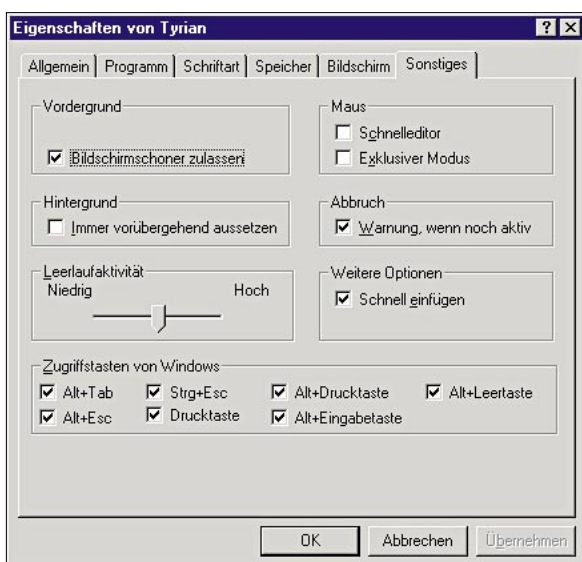 Eigenschaften von Tyrian
Allgemein Programm Schriftart Speicher Bildschirm Sonstiges
Vordergrund
Bildschirmschoner zulassen
Maus
Schnelleditor
Exklusiver Modus
Hintergrund
Immer vorübergehend aussetzen
Abbruch
Warnung, wenn noch aktiv
Leerlaufaktivität
Niedrig Hoch
Weitere Optionen
Schnell einfügen
Zugriffstasten von Windows
Alt+Tab Strg+Esc Alt+Drucktaste Alt+Leertaste
Alt+Esc Drucktaste Alt+Eingabetaste
OK Abbrechen Übernehmen